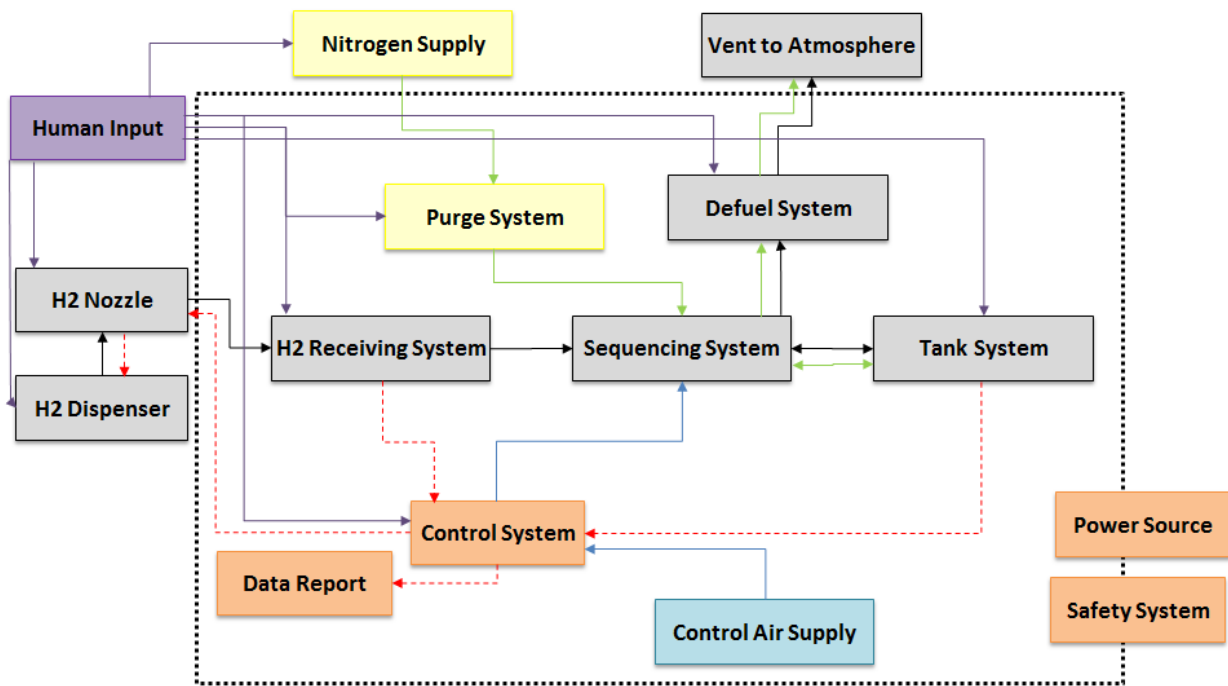 Nitrogen Supply
Vent to Atmosphere
Human Input
Purge System
Defuel System
H2 Nozzle
H2 Receiving System
Sequencing System
Tank System
H2 Dispenser
Control System
Power Source
Data Report
Safety System
Control Air Supply